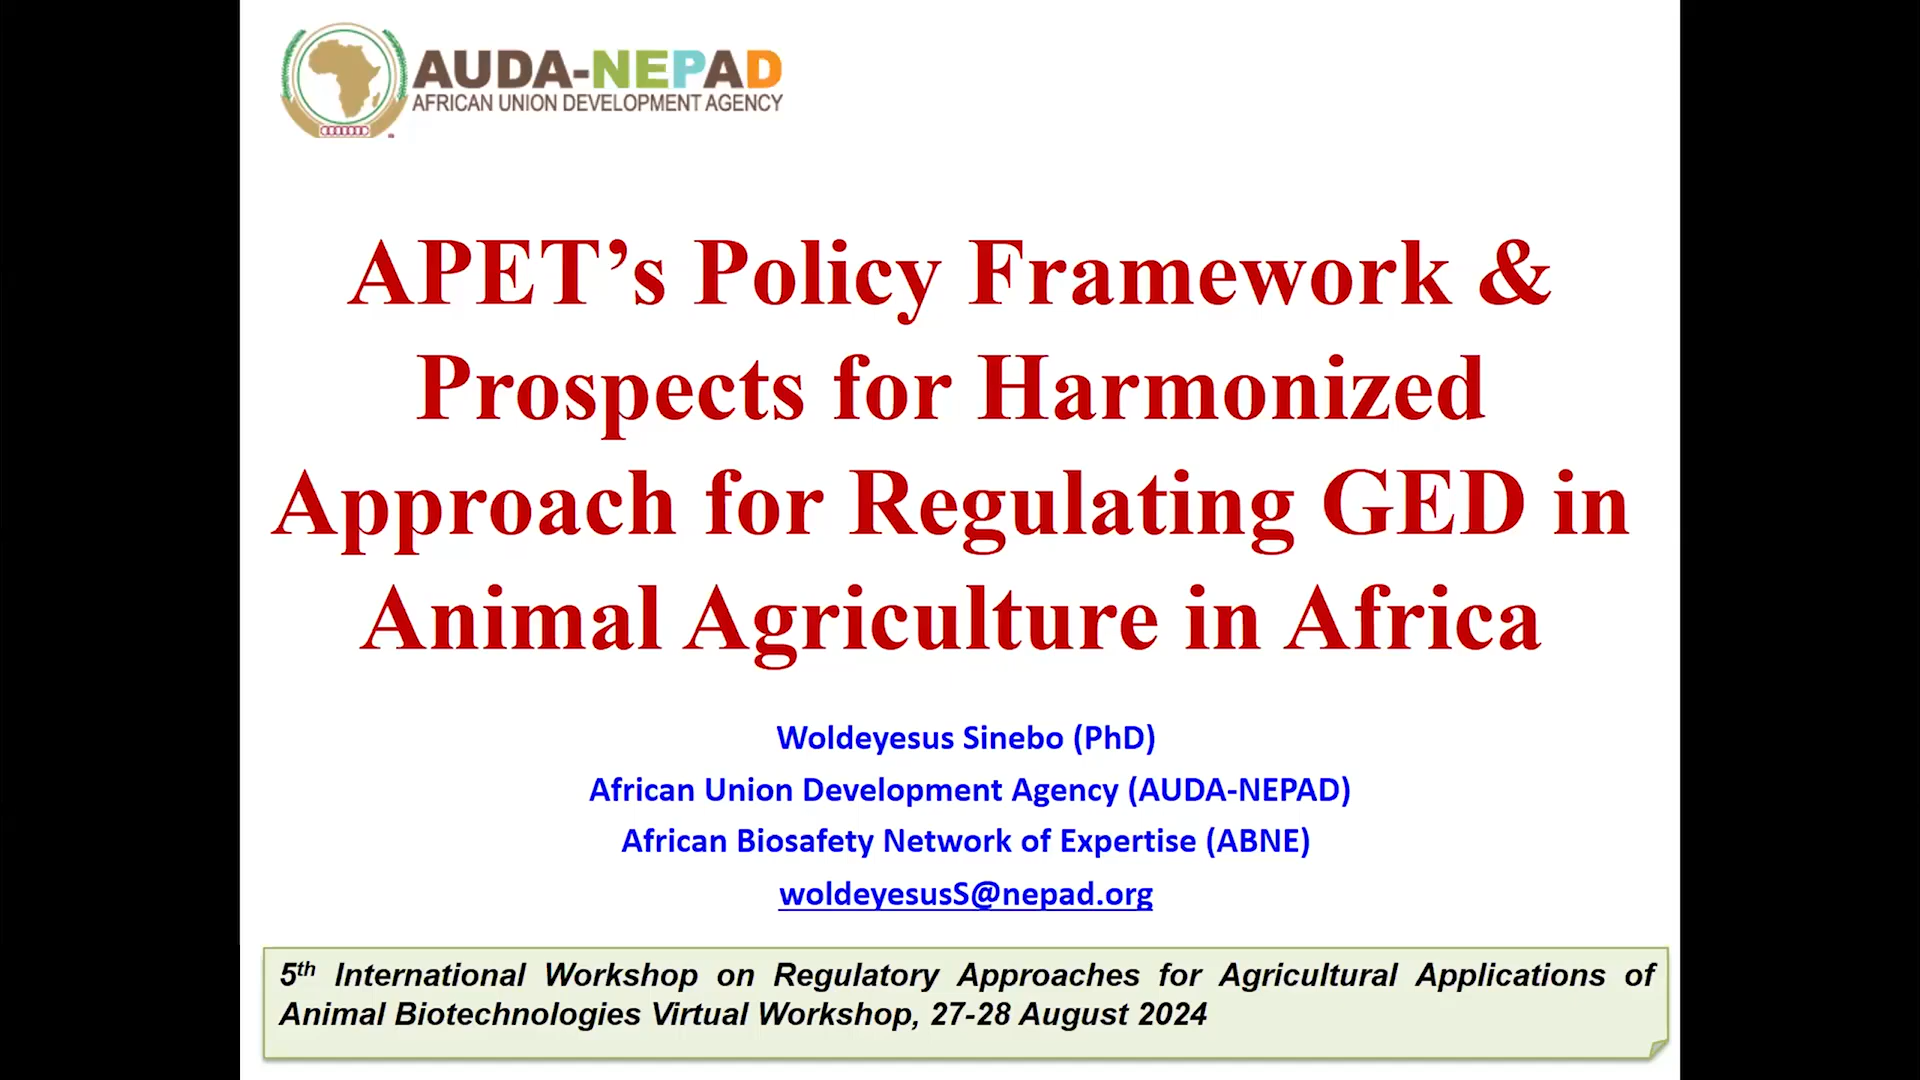 AUDA-NEPAD
AFRICAN UNION DEVELOPMENT AGENCY
APET’s Policy Framework &
Prospects for Harmonized
Approach for Regulating GED in
Animal Agriculture in Africa
Woldeyesus Sinebo (PhD)
African Union Development Agency (AUDA-NEPAD)
African Biosafety Network of Expertise (ABNE)
woldeyesusS@nepad.org
5th International Workshop on Regulatory Approaches for Agricultural Applications of
Animal Biotechnologies Virtual Workshop, 27-28 August 2024